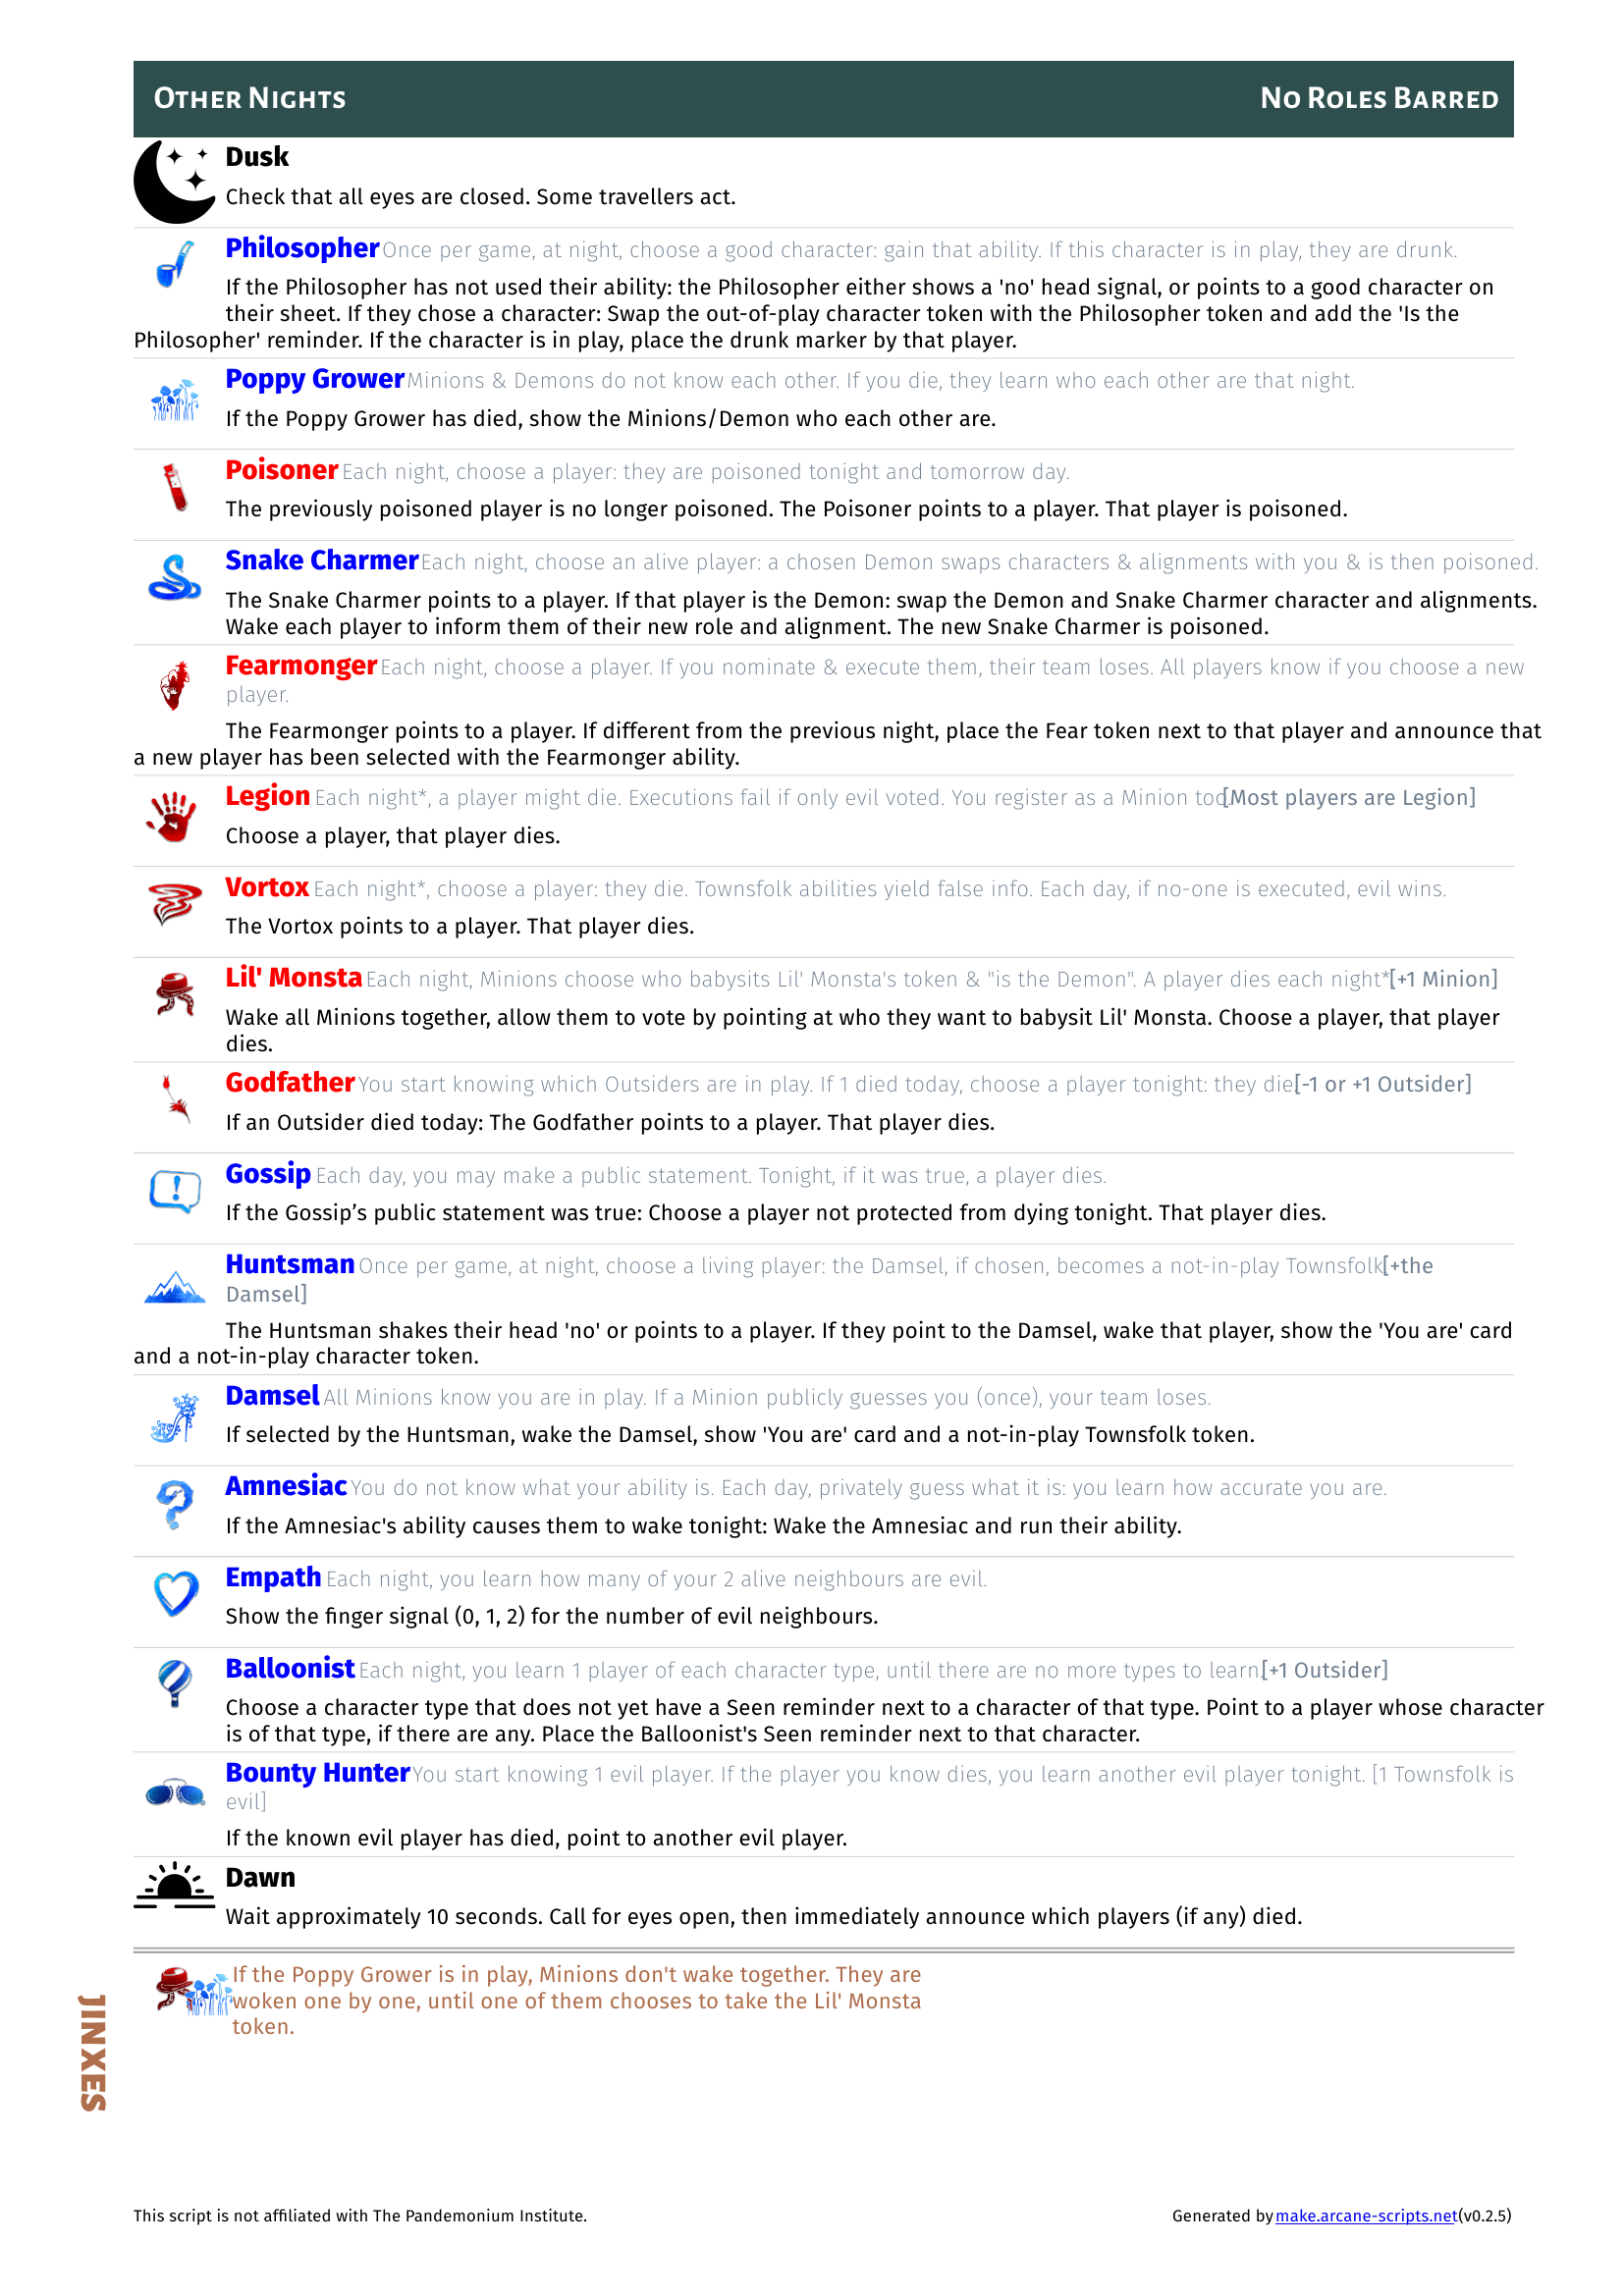 Other Nights
No Roles Barred
Dusk
Check that all eyes are closed. Some travellers act.
Philosopher Once per game, at night, choose a good character: gain that ability. If this character is in play, they are drunk.
If the Philosopher has not used their ability: the Philosopher either shows a 'no' head signal, or points to a good character on
their sheet. If they chose a character: Swap the out-of-play character token with the Philosopher token and add the 'Is the
Philosopher' reminder. If the character is in play, place the drunk marker by that player.
Poppy Grower Minions & Demons do not know each other. If you die, they learn who each other are that night.
If the Poppy Grower has died, show the Minions/Demon who each other are.
Poisoner Each night, choose a player: they are poisoned tonight and tomorrow day.
The previously poisoned player is no longer poisoned. The Poisoner points to a player. That player is poisoned.
Snake Charmer Each night, choose an alive player: a chosen Demon swaps characters & alignments with you & is then poisoned.
The Snake Charmer points to a player. If that player is the Demon: swap the Demon and Snake Charmer character and alignments.
Wake each player to inform them of their new role and alignment. The new Snake Charmer is poisoned.
Fearmonger Each night, choose a player. If you nominate & execute them, their team loses. All players know if you choose a new
player.
The Fearmonger points to a player. If different from the previous night, place the Fear token next to that player and announce that
a new player has been selected with the Fearmonger ability.
Legion Each night*, a player might die. Executions fail if only evil voted. You register as a Minion too[Most players are Legion]
Choose a player, that player dies.
Vortox Each night*, choose a player: they die. Townsfolk abilities yield false info. Each day, if no-one is executed, evil wins.
The Vortox points to a player. That player dies.
Lil' Monsta Each night, Minions choose who babysits Lil' Monsta's token & "is the Demon". A player dies each night*[+1 Minion]
Wake all Minions together, allow them to vote by pointing at who they want to babysit Lil' Monsta. Choose a player, that player
dies.
Godfather You start knowing which Outsiders are in play. If 1 died today, choose a player tonight: they die[-1 or +1 Outsider]
If an Outsider died today: The Godfather points to a player. That player dies.
Gossip Each day, you may make a public statement. Tonight, if it was true, a player dies.
If the Gossip’s public statement was true: Choose a player not protected from dying tonight. That player dies.
Huntsman Once per game, at night, choose a living player: the Damsel, if chosen, becomes a not-in-play Townsfolk[+the
Damsel]
The Huntsman shakes their head 'no' or points to a player. If they point to the Damsel, wake that player, show the 'You are' card
and a not-in-play character token.
Damsel All Minions know you are in play. If a Minion publicly guesses you (once), your team loses.
If selected by the Huntsman, wake the Damsel, show 'You are' card and a not-in-play Townsfolk token.
Amnesiac You do not know what your ability is. Each day, privately guess what it is: you learn how accurate you are.
If the Amnesiac's ability causes them to wake tonight: Wake the Amnesiac and run their ability.
Empath Each night, you learn how many of your 2 alive neighbours are evil.
Show the finger signal (0, 1, 2) for the number of evil neighbours.
Balloonist Each night, you learn 1 player of each character type, until there are no more types to learn.[+1 Outsider]
Choose a character type that does not yet have a Seen reminder next to a character of that type. Point to a player whose character
is of that type, if there are any. Place the Balloonist's Seen reminder next to that character.
Bounty Hunter You start knowing 1 evil player. If the player you know dies, you learn another evil player tonight. [1 Townsfolk is
evil]
If the known evil player has died, point to another evil player.
Dawn
Wait approximately 10 seconds. Call for eyes open, then immediately announce which players (if any) died.
JINXES
If the Poppy Grower is in play, Minions don't wake together. They are
woken one by one, until one of them chooses to take the Lil' Monsta
token.
This script is not affiliated with The Pandemonium Institute.
Generated by make.arcane-scripts.net(v0.2.5)